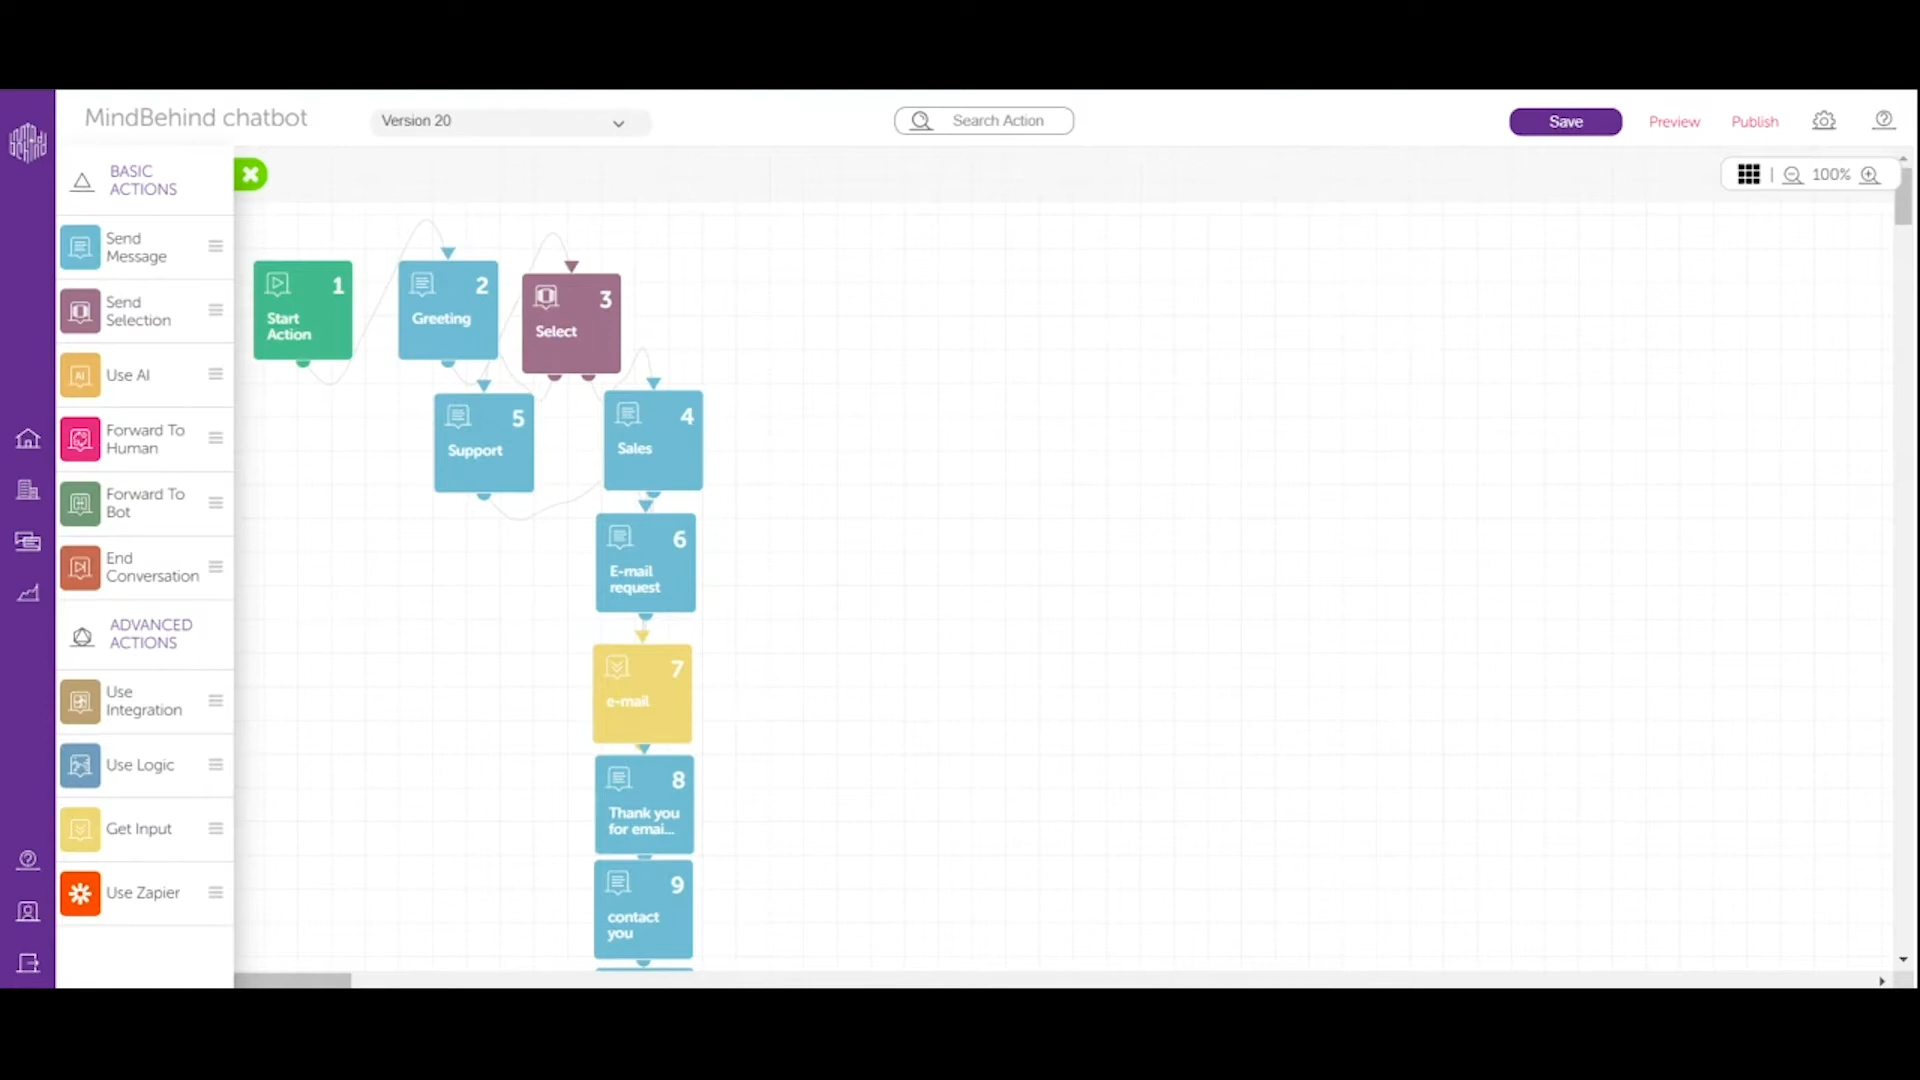 MindBehind chatbot
Version 20
Search Action
Save
Preview
Publish
BASIC
ACTIONS
100%
Send
Message
Send
Selection
AI
Use AI
Forward To
Human
Forward To
Bot
End
Conversation
ADVANCED
ACTIONS
Use
Integration
Use Logic
Get Input
Use Zapier
1
Start
Action
2
Greeting
3
Select
5
Support
4
Sales
6
E-mail
request
7
e-mail
8
Thank you
for emai...
9
contact
you